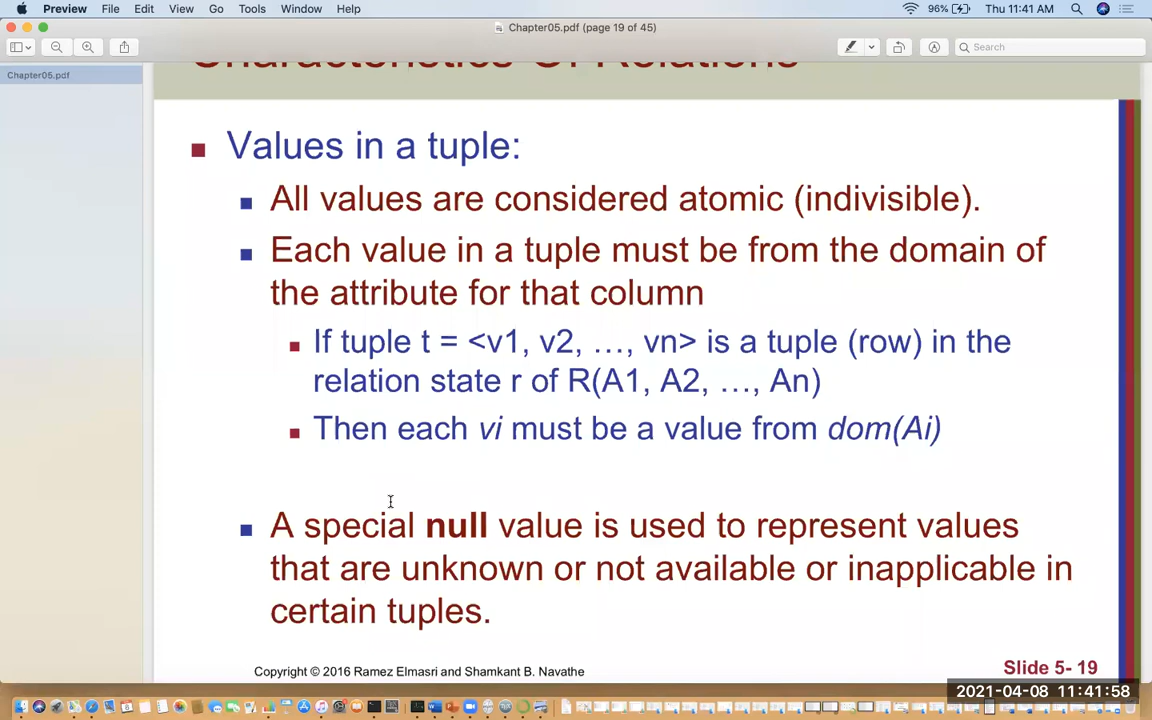 Preview File Edit View Go Tools Window Help 96% Thu 11:41 AM
Chapter05.pdf (page 19 of 45)
Search
Chapter05.pdf
Characteristics Of Relations
Values in a tuple:
All values are considered atomic (indivisible).
Each value in a tuple must be from the domain of
the attribute for that column
If tuple t = <v1, v2, …, vn> is a tuple (row) in the
relation state r of R(A1, A2, …, An)
Then each vi must be a value from dom(Ai)
A special null value is used to represent values
that are unknown or not available or inapplicable in
certain tuples.
Copyright © 2016 Ramez Elmasri and Shamkant B. Navathe
Slide 5- 19
2021-04-08 11:41:58